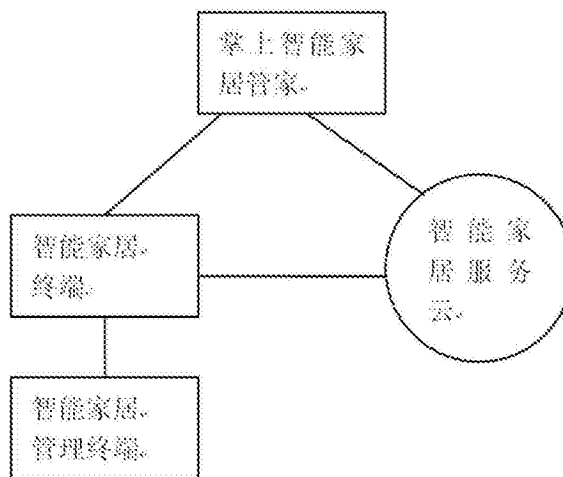 掌上智能家
居管家
智能家居
终端
智能家
居服务
云
智能家居
管理终端